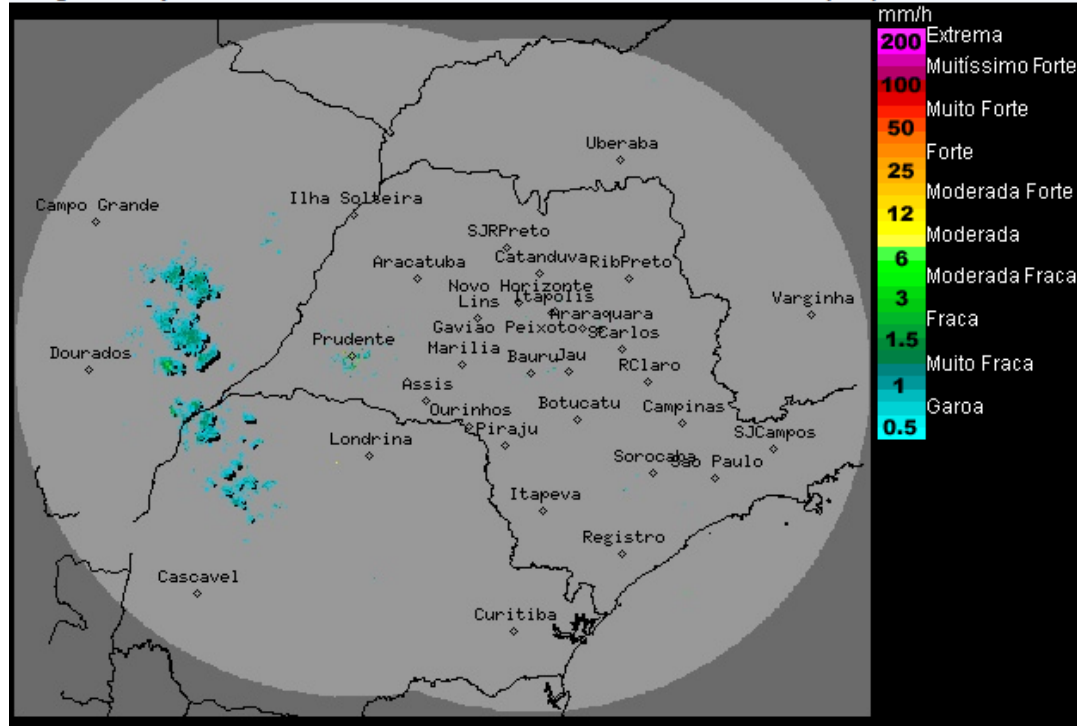 mm/h
200 Extrema
Muitíssimo Forte
100
Muito Forte
50
Forte
25
Moderada Forte
12
Moderada
6
Moderada Fraca
3
Fraca
1.5
Muito Fraca
1
Garoa
0.5
Uberaba
Campo Grande
Ilha Solteira
SJRPreto
Aracatuba
Catanduva
RibPreto
Novo Horizonte
Lins
Itapolis
Varginha
Araraquara
Gavião Peixoto
SCarlos
Prudente
Dourados
Marilia
Bauru
Jau
RClaro
Assis
Ourinhos
Botucatu
Campinas
Piraju
Londrina
SJCampos
Sorocaba
Sao Paulo
Itapeva
Registro
Cascavel
Curitiba